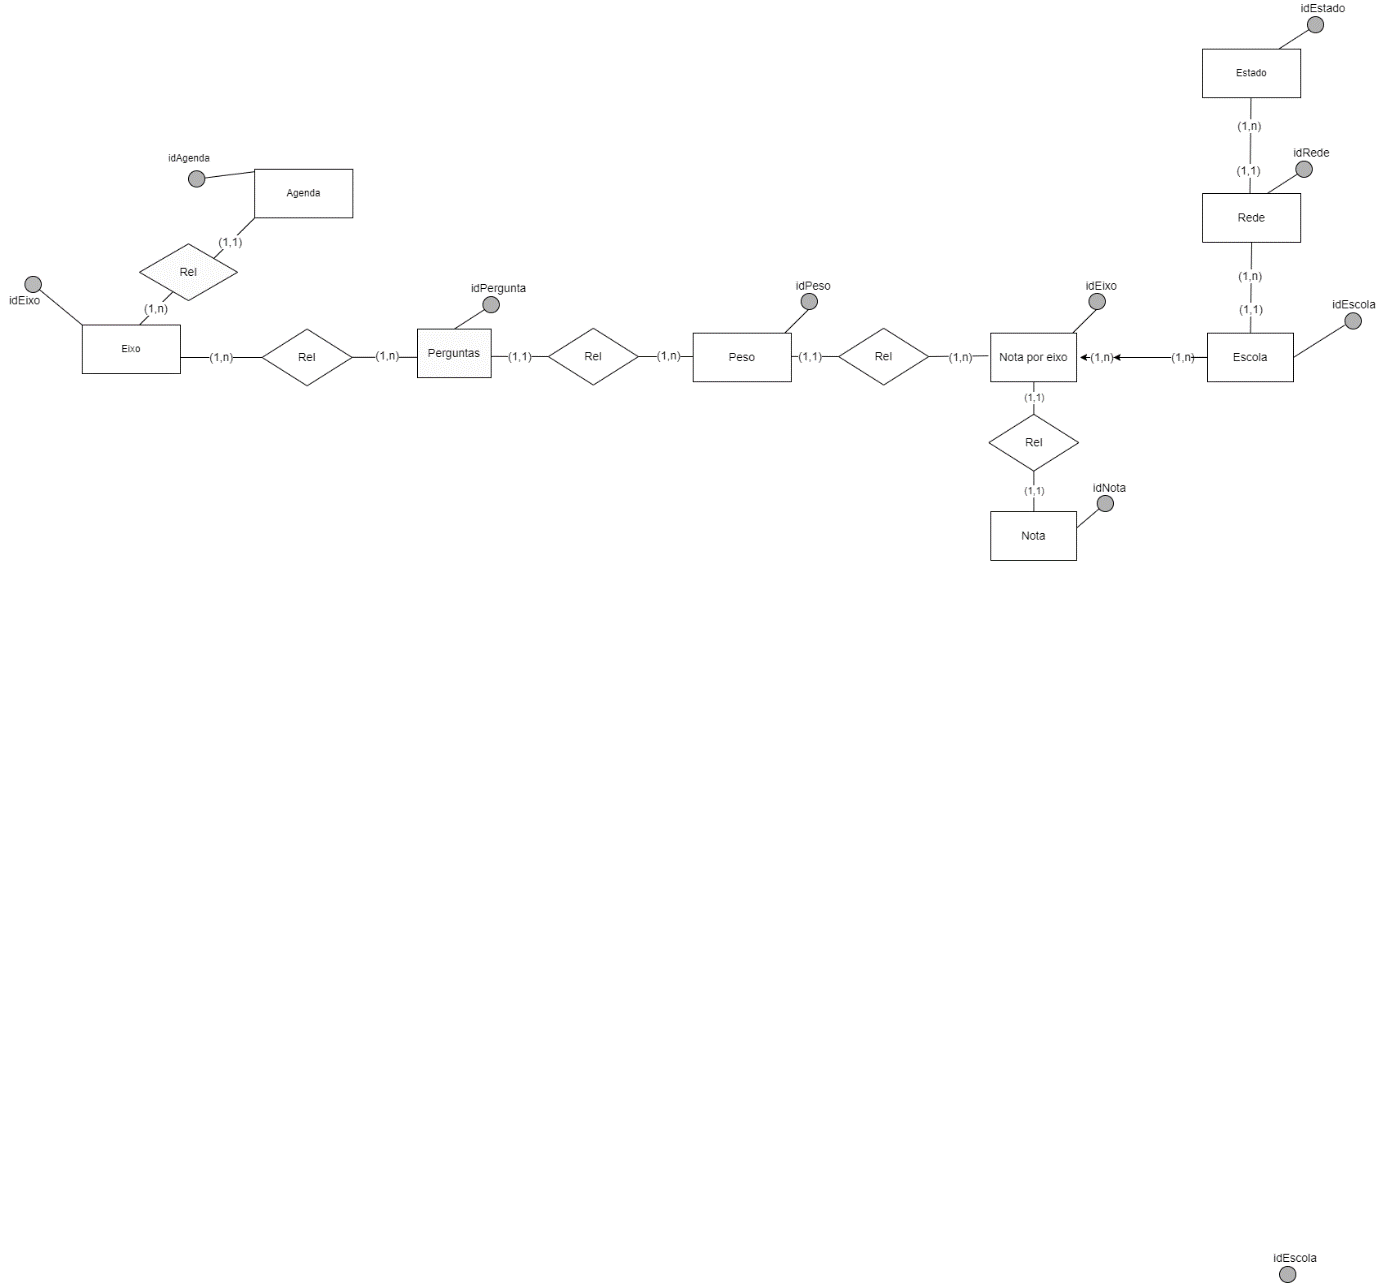 idEstado
Estado
(1,n)
idRede
idAgenda
(1,1)
Agenda
Rede
(1,1)
Rel
(1,n)
idEixo
idPergunta
idPeso
idEixo
idEscola
(1,n)
(1,1)
Eixo
(1,n)
Rel
(1,n)
Perguntas
(1,1)
Rel
(1,n)
Peso
(1,1)
Rel
(1,n)
Nota por eixo
(1,n)
(1,n)
Escola
(1,1)
Rel
(1,1)
idNota
Nota
idEscola